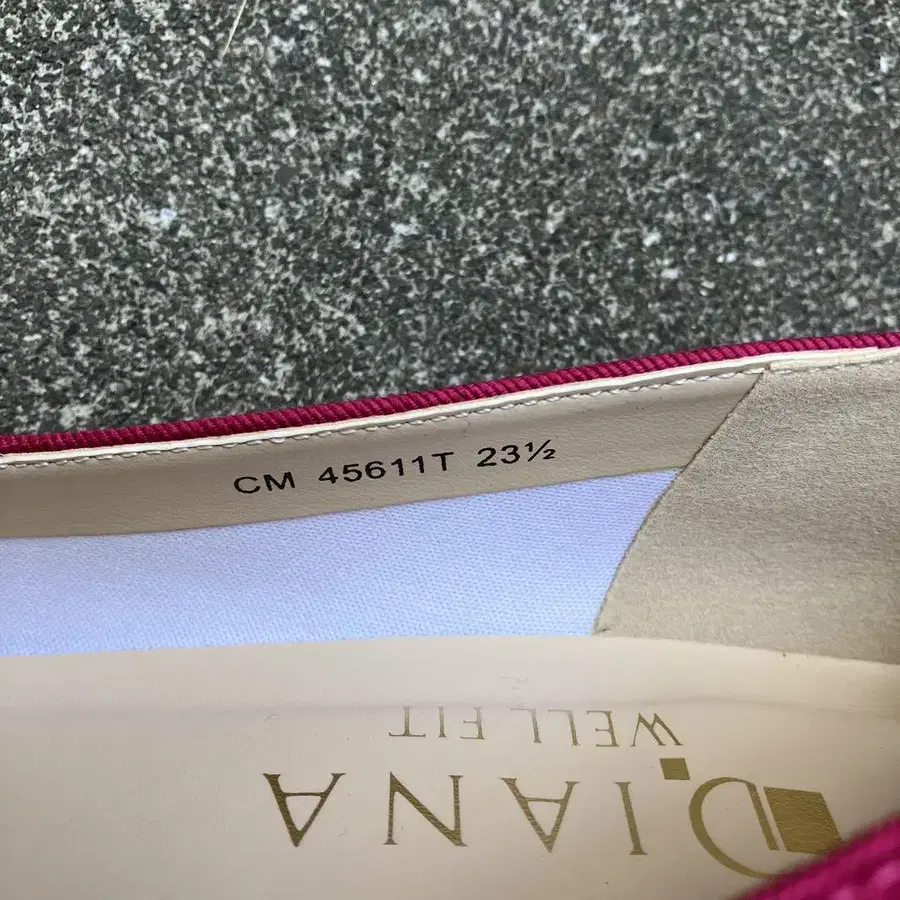 CM 45611T 23½
DIANA
WELL FIT